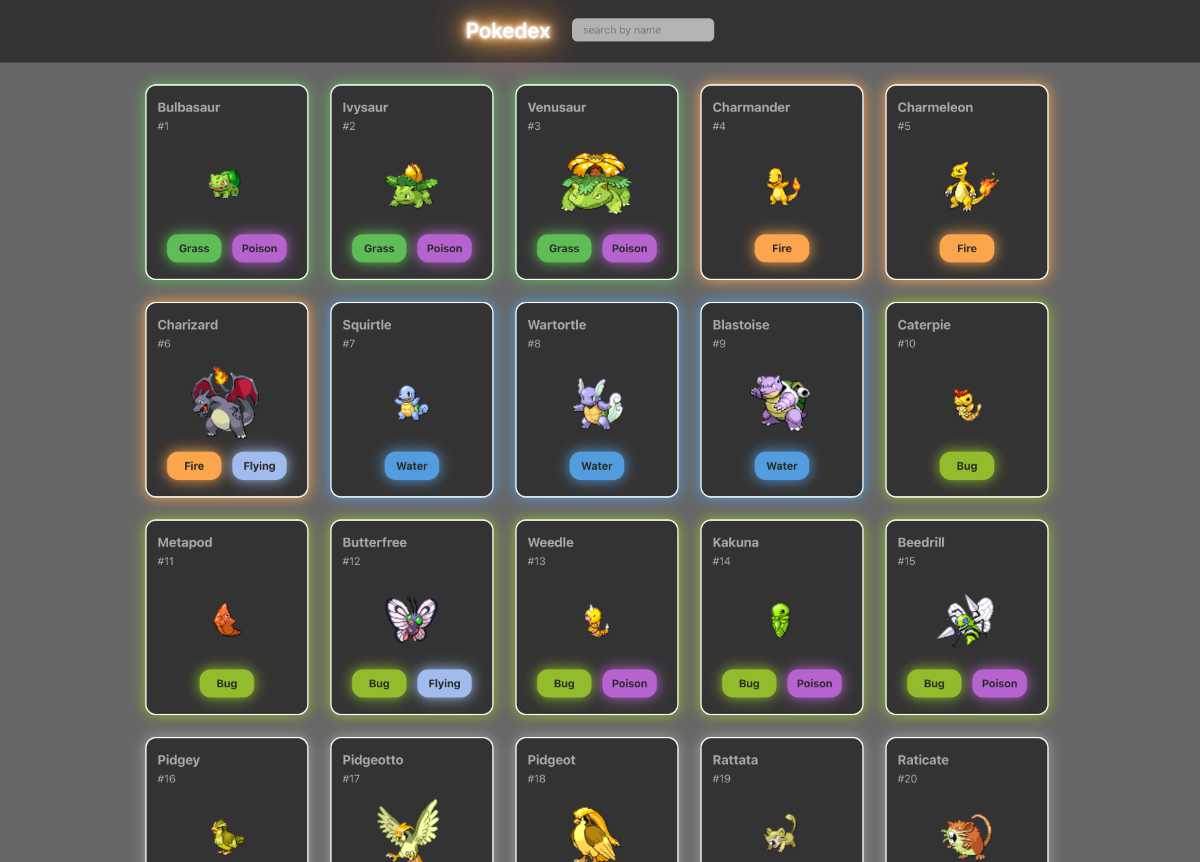 Pokedex search by name
Bulbasaur
#1
Grass Poison
Ivysaur
#2
Grass Poison
Venusaur
#3
Grass Poison
Charmander
#4
Fire
Charmeleon
#5
Fire
Charizard
#6
Fire Flying
Squirtle
#7
Water
Wartortle
#8
Water
Blastoise
#9
Water
Caterpie
#10
Bug
Metapod
#11
Bug
Butterfree
#12
Bug Flying
Weedle
#13
Bug Poison
Kakuna
#14
Bug Poison
Beedrill
#15
Bug Poison
Pidgey
#16
Pidgeotto
#17
Pidgeot
#18
Rattata
#19
Raticate
#20